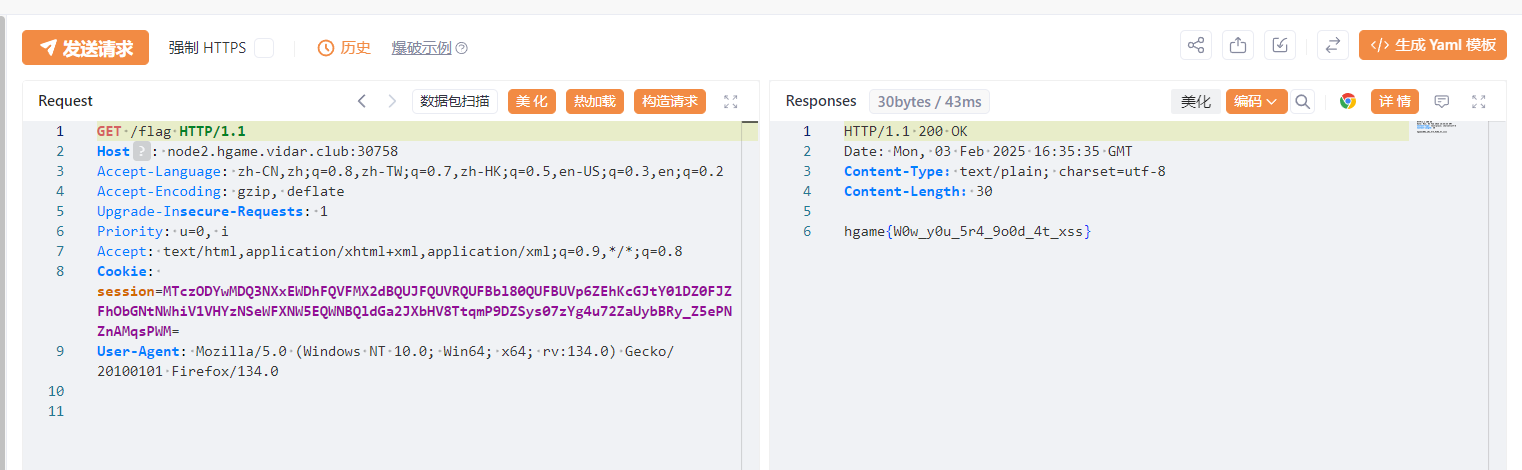 发送请求 强制 HTTPS 历史 爆破示例 生成 Yaml 模板
Request 数据包扫描 美化 热加载 构造请求
1 GET /flag HTTP/1.1
2 Host ? : node2.hgame.vidar.club:30758
3 Accept-Language: zh-CN,zh;q=0.8,zh-TW;q=0.7,zh-HK;q=0.5,en-US;q=0.3,en;q=0.2
4 Accept-Encoding: gzip, deflate
5 Upgrade-Insecure-Requests: 1
6 Priority: u=0, i
7 Accept: text/html,application/xhtml+xml,application/xml;q=0.9,*/*;q=0.8
8 Cookie:
session=MTczODYwMDQ3NXxEWDhFQVFMX2dBQUJFQUVRQUFBbl80QUFBUVp6ZEhKcGJtY01DZ0FJZ
FhObGNtNWhiV1VHYzNSeWFXNW5EQWNBQldGa2JXbHV8TtqmP9DZSys07zYg4u72ZaUybBRy_Z5ePN
ZnAMqsPWM=
9 User-Agent: Mozilla/5.0 (Windows NT 10.0; Win64; x64; rv:134.0) Gecko/
20100101 Firefox/134.0
10
11
Responses 30bytes / 43ms 美化 编码 详情
1 HTTP/1.1 200 OK
2 Date: Mon, 03 Feb 2025 16:35:35 GMT
3 Content-Type: text/plain; charset=utf-8
4 Content-Length: 30
5
6 hgame{W0w_y0u_5r4_9o0d_4t_xss}